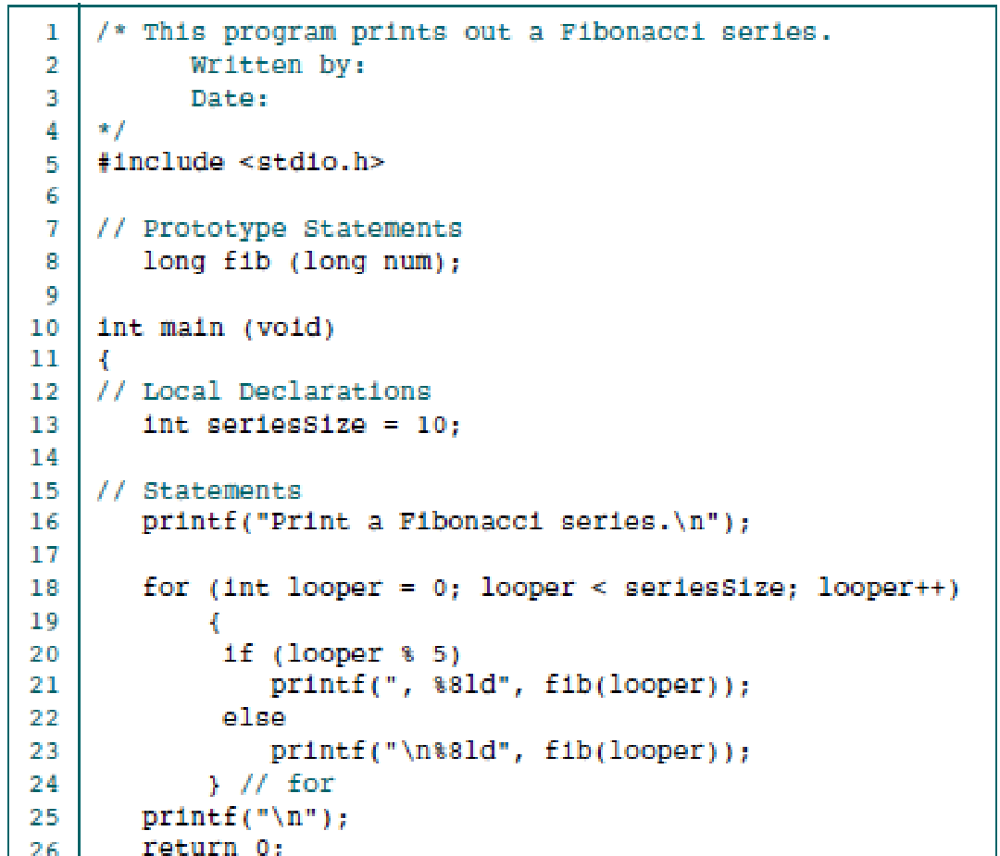 1 /* This program prints out a Fibonacci series.
2 Written by:
3 Date:
4 */
5 #include <stdio.h>
6
7 // Prototype Statements
8 long fib (long num);
9
10 int main (void)
11 {
12 // Local Declarations
13 int seriesSize = 10;
14
15 // Statements
16 printf("Print a Fibonacci series.\n");
17
18 for (int looper = 0; looper < seriesSize; looper++)
19 {
20 if (looper % 5)
21 printf(", %8ld", fib(looper));
22 else
23 printf("\n%8ld", fib(looper));
24 } // for
25 printf("\n");
26 return 0;